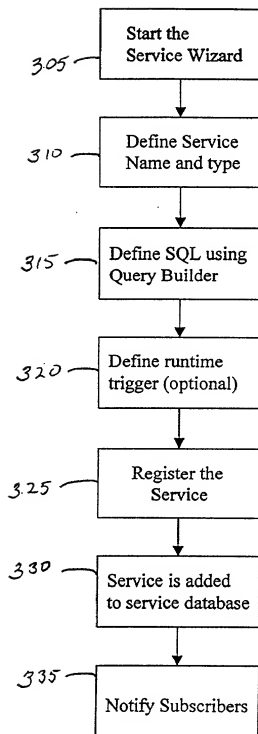 Start the
305
Service Wizard
Define Service
310
Name and type
Define SQL using
315
Query Builder
Define runtime
320
trigger (optional)
Register the
325
Service
330
Service is added
to service database
335
Notify Subscribers